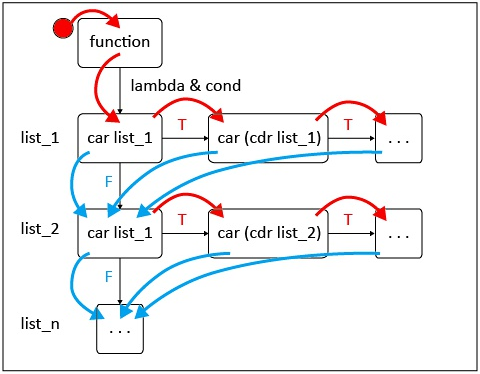 function
lambda & cond
list_1
car list_1
T
car (cdr list_1)
T
. . .
F
list_2
car list_1
T
car (cdr list_2)
T
. . .
F
list_n
. . .